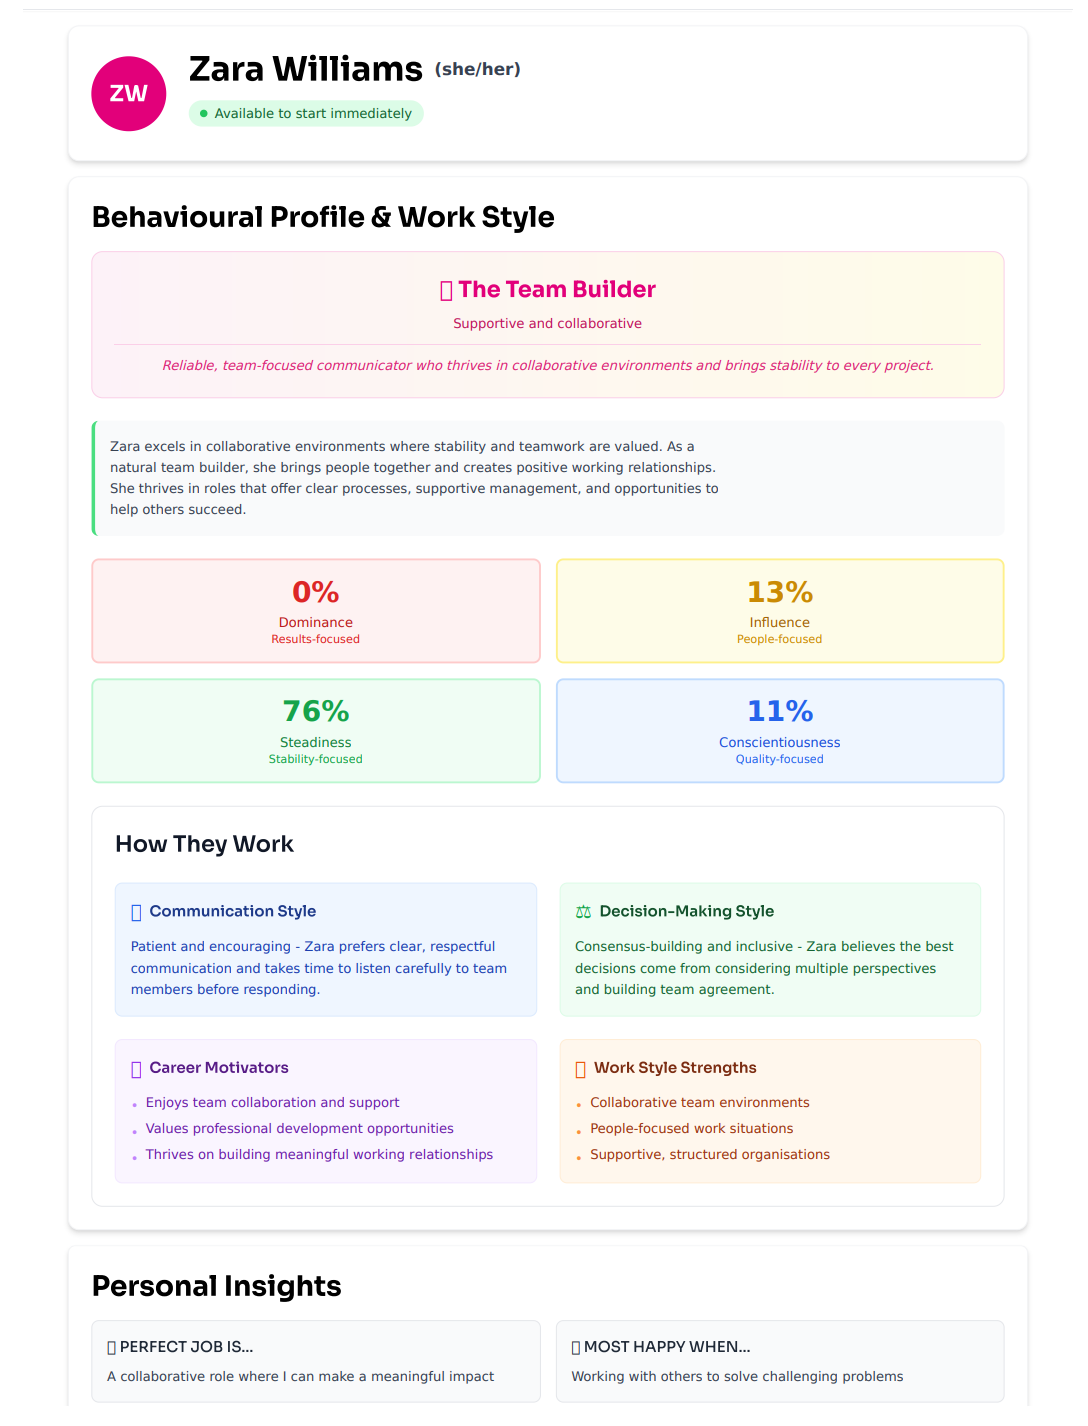 ZW
Zara Williams (she/her)
Available to start immediately
Behavioural Profile & Work Style
The Team Builder
Supportive and collaborative
Reliable, team-focused communicator who thrives in collaborative environments and brings stability to every project.
Zara excels in collaborative environments where stability and teamwork are valued. As a
natural team builder, she brings people together and creates positive working relationships.
She thrives in roles that offer clear processes, supportive management, and opportunities to
help others succeed.
0%
Dominance
Results-focused
13%
Influence
People-focused
76%
Steadiness
Stability-focused
11%
Conscientiousness
Quality-focused
How They Work
Communication Style
Patient and encouraging - Zara prefers clear, respectful
communication and takes time to listen carefully to team
members before responding.
⚖ Decision-Making Style
Consensus-building and inclusive - Zara believes the best
decisions come from considering multiple perspectives
and building team agreement.
Career Motivators
• Enjoys team collaboration and support
• Values professional development opportunities
• Thrives on building meaningful working relationships
Work Style Strengths
• Collaborative team environments
• People-focused work situations
• Supportive, structured organisations
Personal Insights
PERFECT JOB IS...
A collaborative role where I can make a meaningful impact
MOST HAPPY WHEN...
Working with others to solve challenging problems